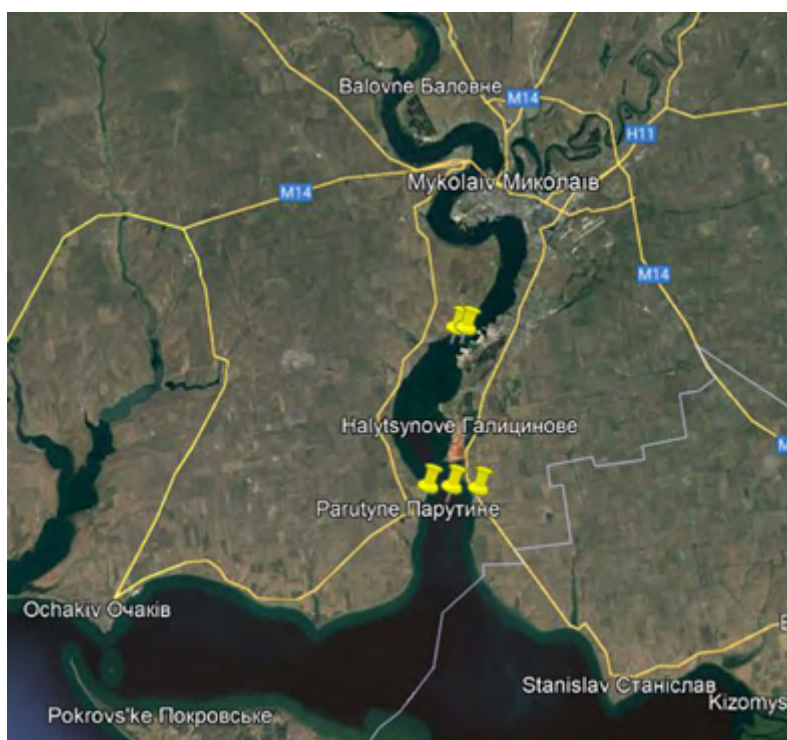 Balovne Баловне
M14
H11
Mykolaiv Миколаїв
M14
M14
Halytsynove Галицинове
Parutyne Парутине
Ochakiv Очаків
Stanislav Станіслав
Kizomys
Pokrovs'ke Покровське